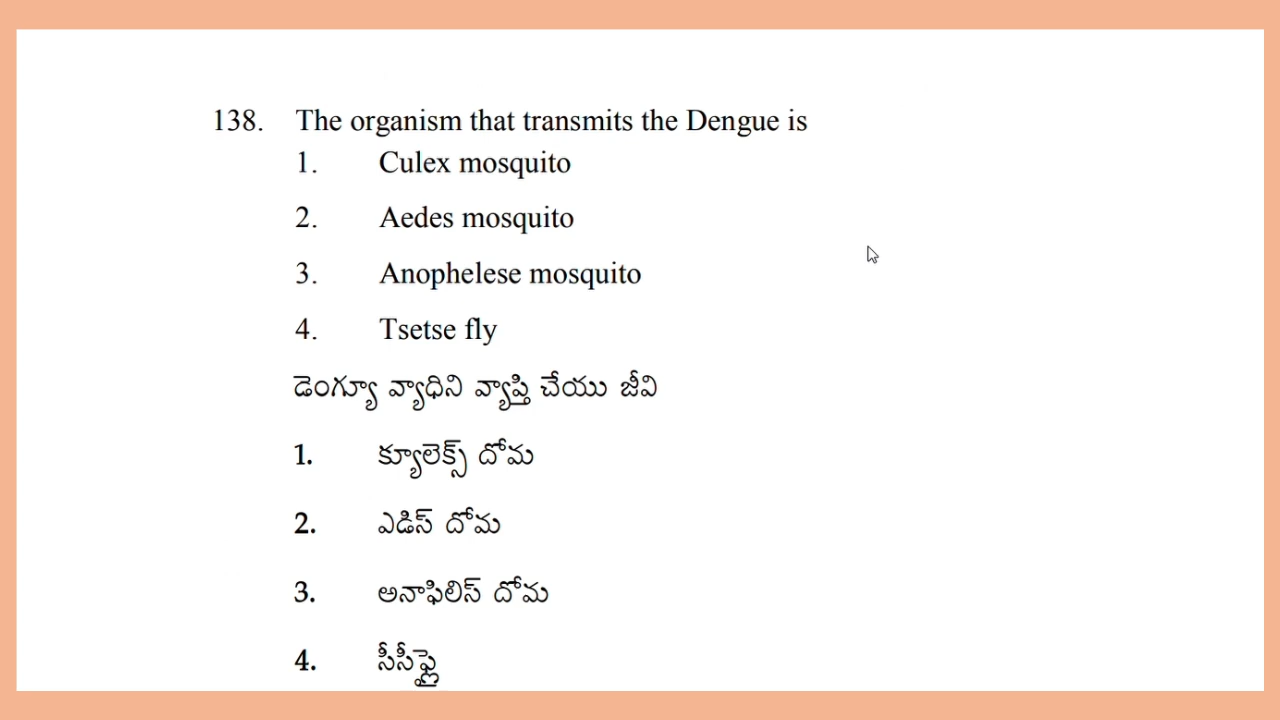 138. The organism that transmits the Dengue is
1. Culex mosquito
2. Aedes mosquito
3. Anophelese mosquito
4. Tsetse fly
డెంగ్యూ వ్యాధిని వ్యాప్తి చేయు జీవి
1. క్యూలెక్స్ దోమ
2. ఎడిస్ దోమ
3. అనాఫిలిస్ దోమ
4. సీసీఫ్లై